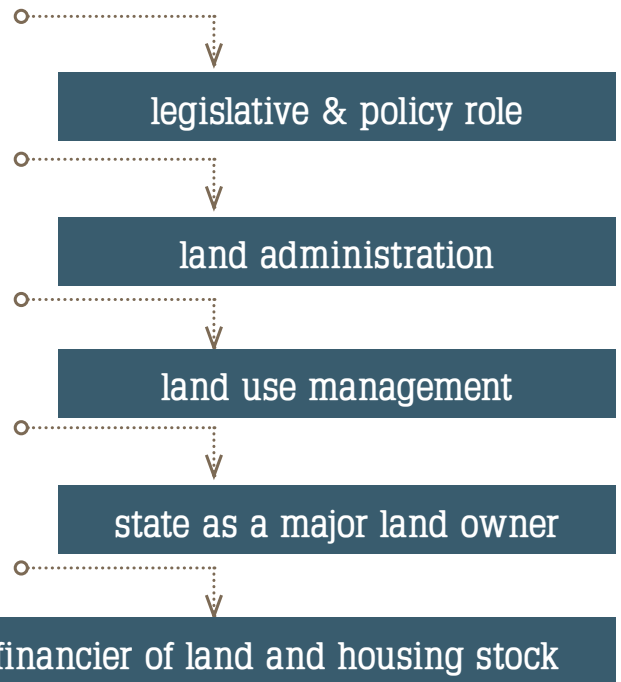 legislative & policy role
land administration
land use management
state as a major land owner
financier of land and housing stock